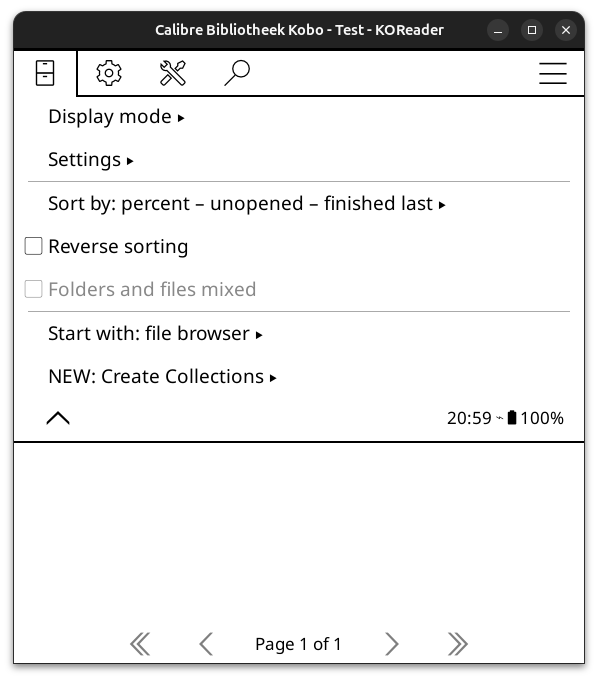 Calibre Bibliotheek Kobo - Test - KOReader
Display mode ▸
Settings ▸
Sort by: percent – unopened – finished last ▸
Reverse sorting
Folders and files mixed
Start with: file browser ▸
NEW: Create Collections ▸
20:59 100%
Page 1 of 1